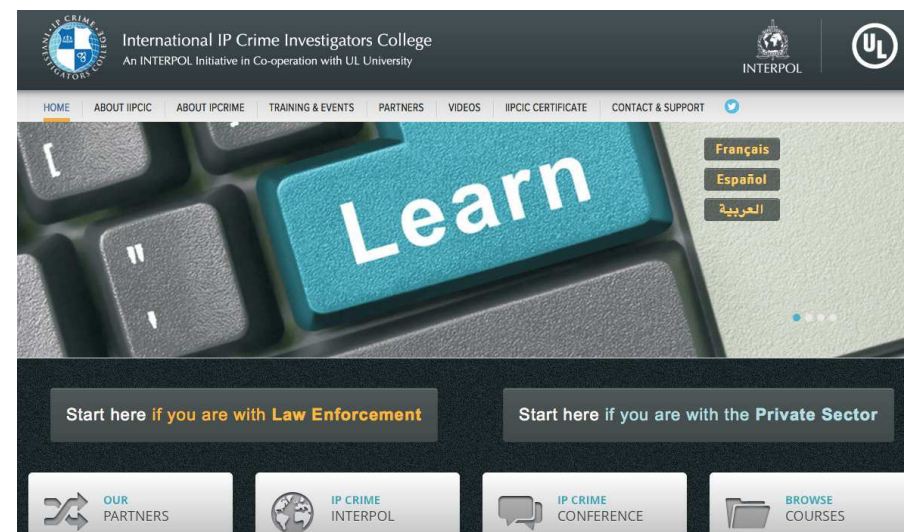 IP CRIME
INVESTIGATORS COLLEGE
International IP Crime Investigators College
An INTERPOL Initiative in Co-operation with UL University
INTERPOL
UL
HOME ABOUT IIPCIC ABOUT IPCRIME TRAINING & EVENTS PARTNERS VIDEOS IIPCIC CERTIFICATE CONTACT & SUPPORT
[
"
'
Learn
Français
Español
العربية
Start here if you are with Law Enforcement
Start here if you are with the Private Sector
OUR
PARTNERS
IP CRIME
INTERPOL
IP CRIME
CONFERENCE
BROWSE
COURSES